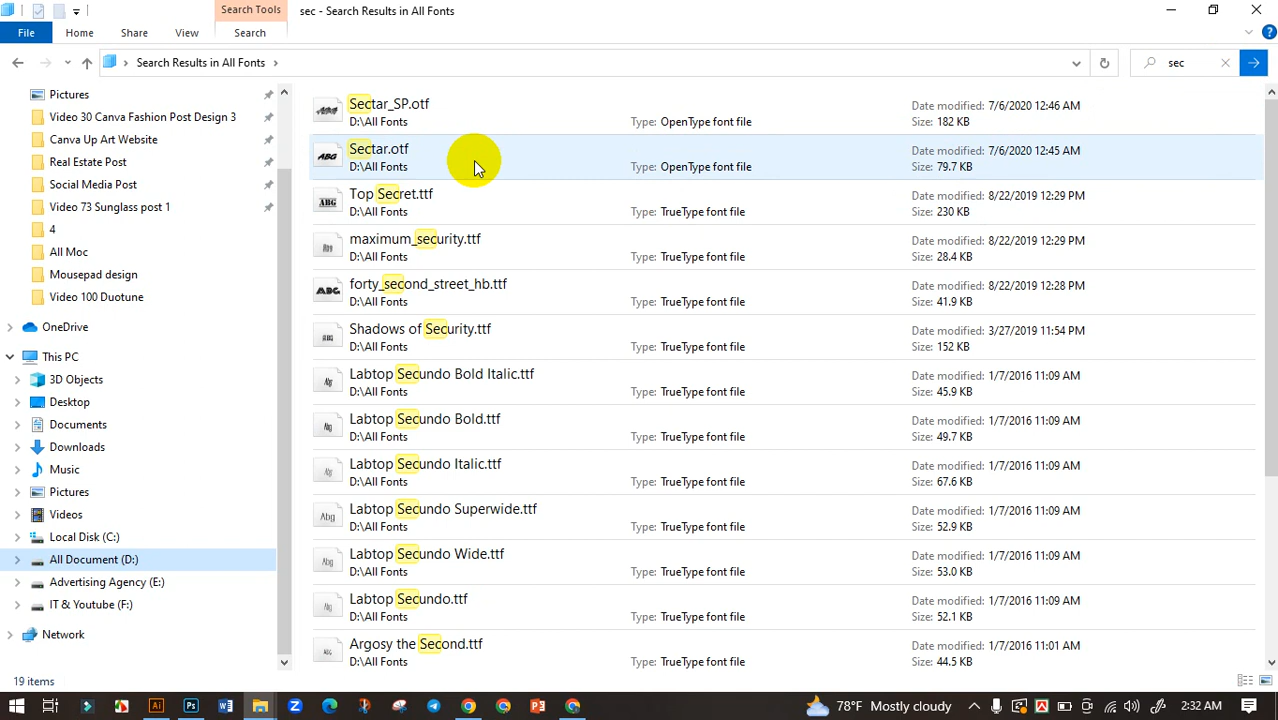 Search Tools
sec - Search Results in All Fonts
File Home Share View Search
Search Results in All Fonts
sec
Pictures
Video 30 Canva Fashion Post Design 3
Canva Up Art Website
Real Estate Post
Social Media Post
Video 73 Sunglass post 1
4
All Moc
Mousepad design
Video 100 Duotune
OneDrive
This PC
3D Objects
Desktop
Documents
Downloads
Music
Pictures
Videos
Local Disk (C:)
All Document (D:)
Advertising Agency (E:)
IT & Youtube (F:)
Network
Sectar_SP.otf Date modified: 7/6/2020 12:46 AM
D:\All Fonts Type: OpenType font file Size: 182 KB
Sectar.otf Date modified: 7/6/2020 12:45 AM
D:\All Fonts Type: OpenType font file Size: 79.7 KB
Top Secret.ttf Date modified: 8/22/2019 12:29 PM
D:\All Fonts Type: TrueType font file Size: 230 KB
maximum_security.ttf Date modified: 8/22/2019 12:29 PM
D:\All Fonts Type: TrueType font file Size: 28.4 KB
forty_second_street_hb.ttf Date modified: 8/22/2019 12:28 PM
D:\All Fonts Type: TrueType font file Size: 41.9 KB
Shadows of Security.ttf Date modified: 3/27/2019 11:54 PM
D:\All Fonts Type: TrueType font file Size: 152 KB
Labtop Secundo Bold Italic.ttf Date modified: 1/7/2016 11:09 AM
D:\All Fonts Type: TrueType font file Size: 45.9 KB
Labtop Secundo Bold.ttf Date modified: 1/7/2016 11:09 AM
D:\All Fonts Type: TrueType font file Size: 49.7 KB
Labtop Secundo Italic.ttf Date modified: 1/7/2016 11:09 AM
D:\All Fonts Type: TrueType font file Size: 67.6 KB
Labtop Secundo Superwide.ttf Date modified: 1/7/2016 11:09 AM
D:\All Fonts Type: TrueType font file Size: 52.9 KB
Labtop Secundo Wide.ttf Date modified: 1/7/2016 11:09 AM
D:\All Fonts Type: TrueType font file Size: 53.0 KB
Labtop Secundo.ttf Date modified: 1/7/2016 11:09 AM
D:\All Fonts Type: TrueType font file Size: 52.1 KB
Argosy the Second.ttf Date modified: 1/7/2016 11:01 AM
D:\All Fonts Type: TrueType font file Size: 44.5 KB
19 items
78°F Mostly cloudy 2:32 AM